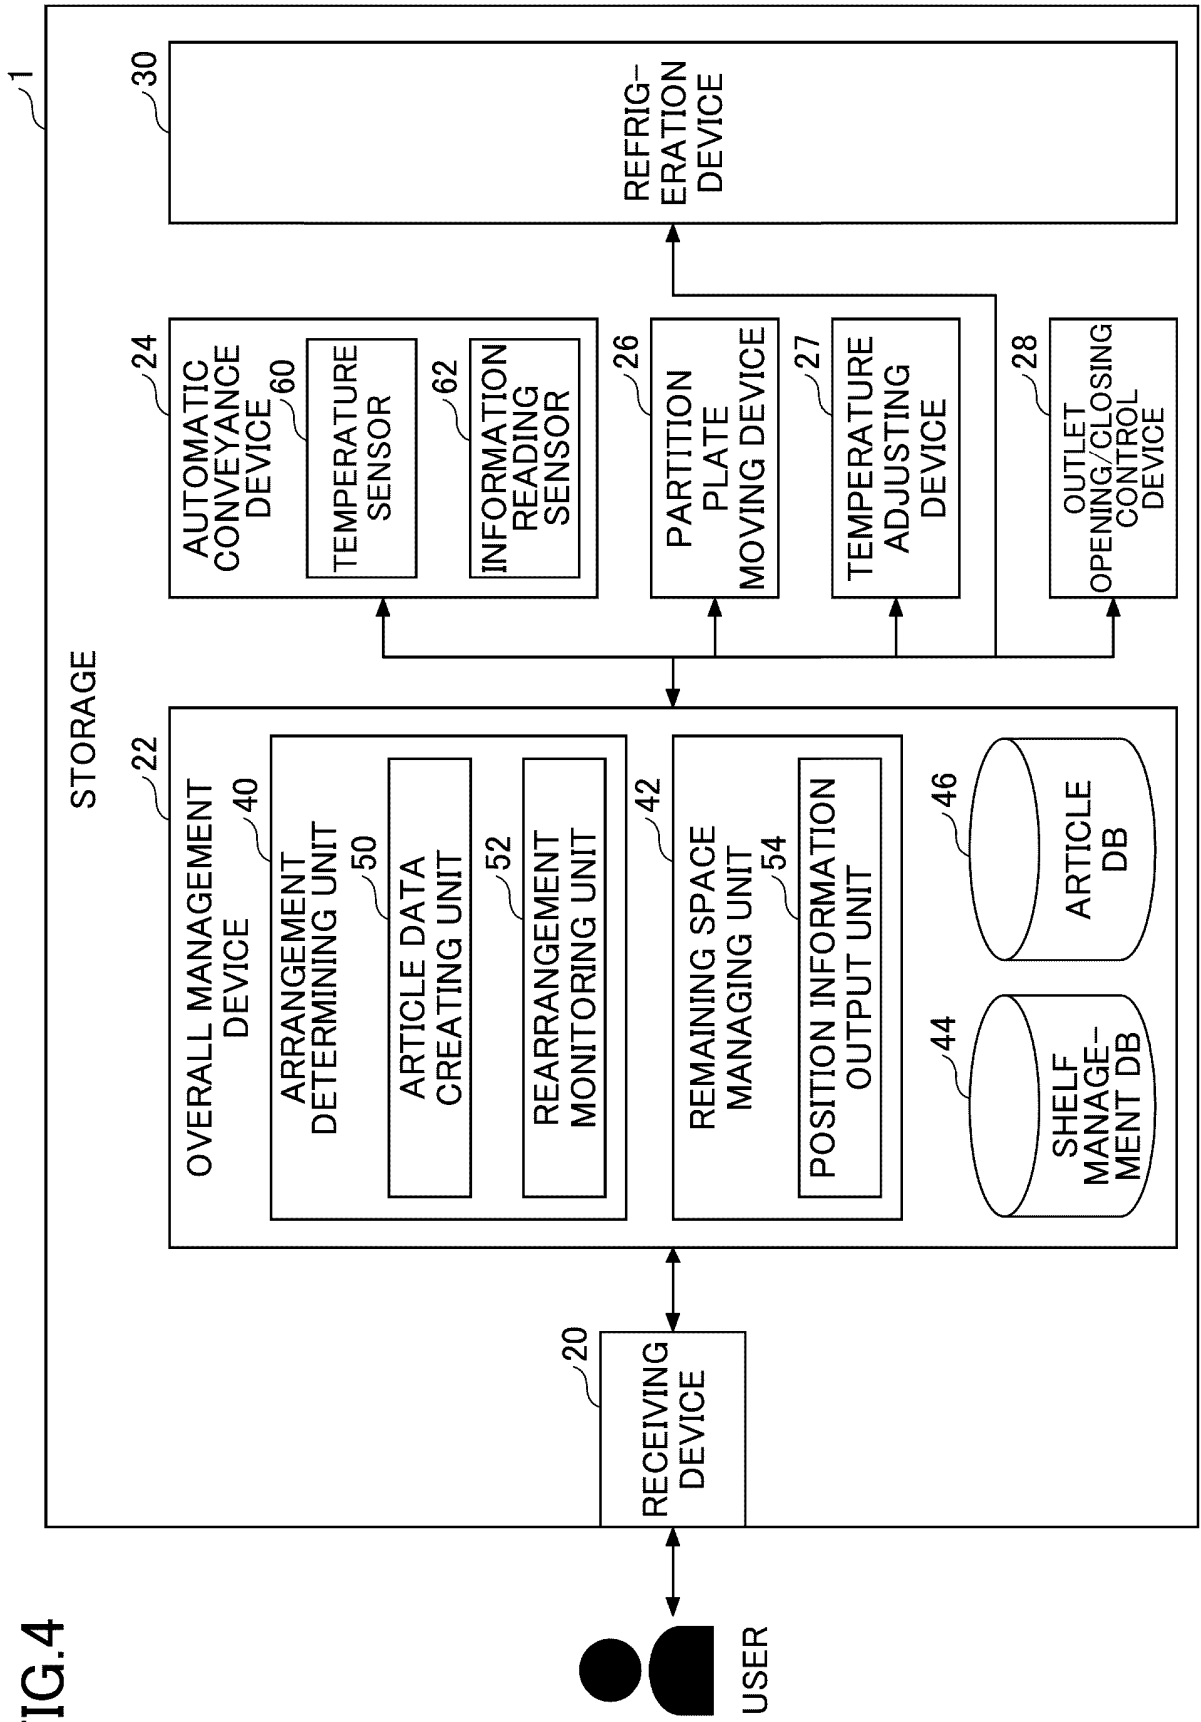 FIG.4
STORAGE
1
USER
20
RECEIVING
DEVICE
22
OVERALL MANAGEMENT
DEVICE
40
ARRANGEMENT
DETERMINING UNIT
50
ARTICLE DATA
CREATING UNIT
52
REARRANGEMENT
MONITORING UNIT
42
REMAINING SPACE
MANAGING UNIT
54
POSITION INFORMATION
OUTPUT UNIT
44
SHELF
MANAGE-
MENT DB
46
ARTICLE
DB
24
AUTOMATIC
CONVEYANCE
DEVICE
60
TEMPERATURE
SENSOR
62
INFORMATION
READING
SENSOR
26
PARTITION
PLATE
MOVING DEVICE
27
TEMPERATURE
ADJUSTING
DEVICE
28
OUTLET
OPENING/CLOSING
CONTROL
DEVICE
30
REFRIG-
ERATION
DEVICE